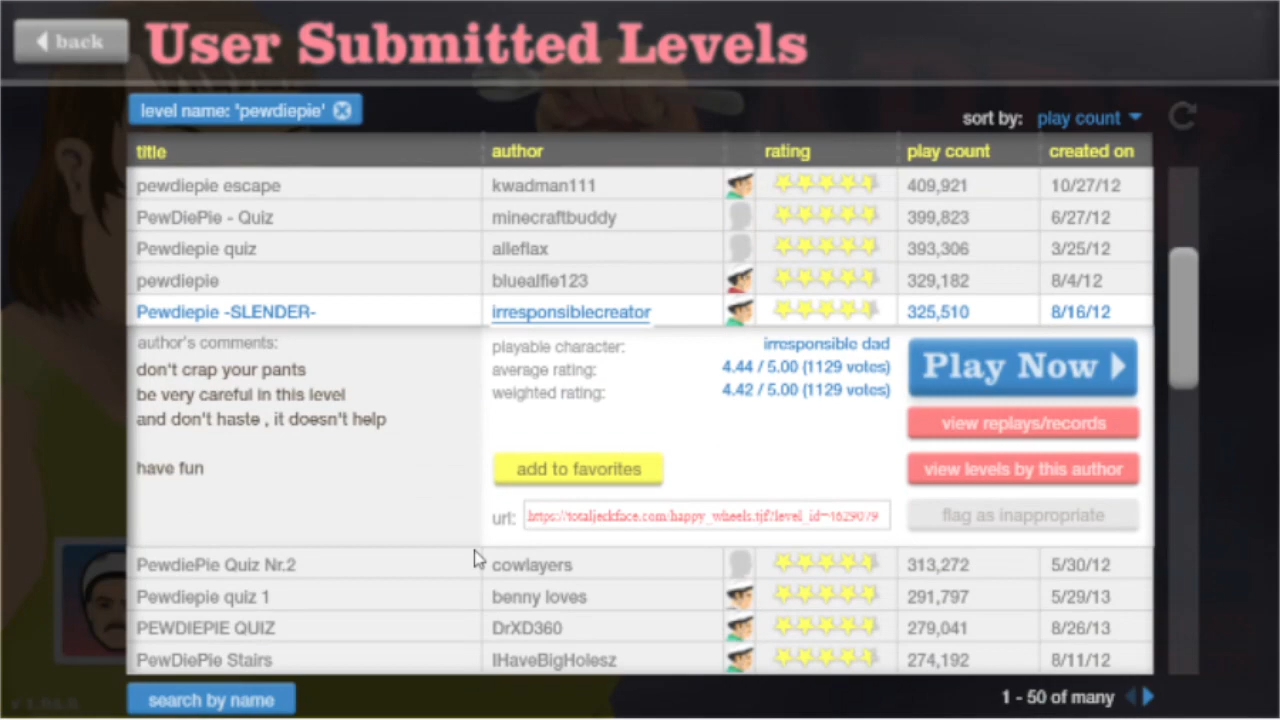 back
User Submitted Levels
level name: 'pewdiepie'
sort by: play count
title author rating play count created on
pewdiepie escape kwadman111 409,921 10/27/12
PewDiePie - Quiz minecraftbuddy 399,823 6/27/12
Pewdiepie quiz alleflax 393,306 3/25/12
pewdiepie bluealfie123 329,182 8/4/12
Pewdiepie -SLENDER- irresponsiblecreator 325,510 8/16/12
author's comments:
don't crap your pants
be very careful in this level
and don't haste , it doesn't help
have fun
playable character: irresponsible dad
average rating: 4.44 / 5.00 (1129 votes)
weighted rating: 4.42 / 5.00 (1129 votes)
add to favorites
url: https://totaljerkface.com/happy_wheels.tjf?level_id=1629079
Play Now
view replays/records
view levels by this author
flag as inappropriate
PewdiePie Quiz Nr.2 cowlayers 313,272 5/30/12
Pewdiepie quiz 1 benny loves 291,797 5/29/13
PEWDIEPIE QUIZ DrXD360 279,041 8/26/13
PewDiePie Stairs IHaveBigHolesz 274,192 8/11/12
search by name
1 - 50 of many